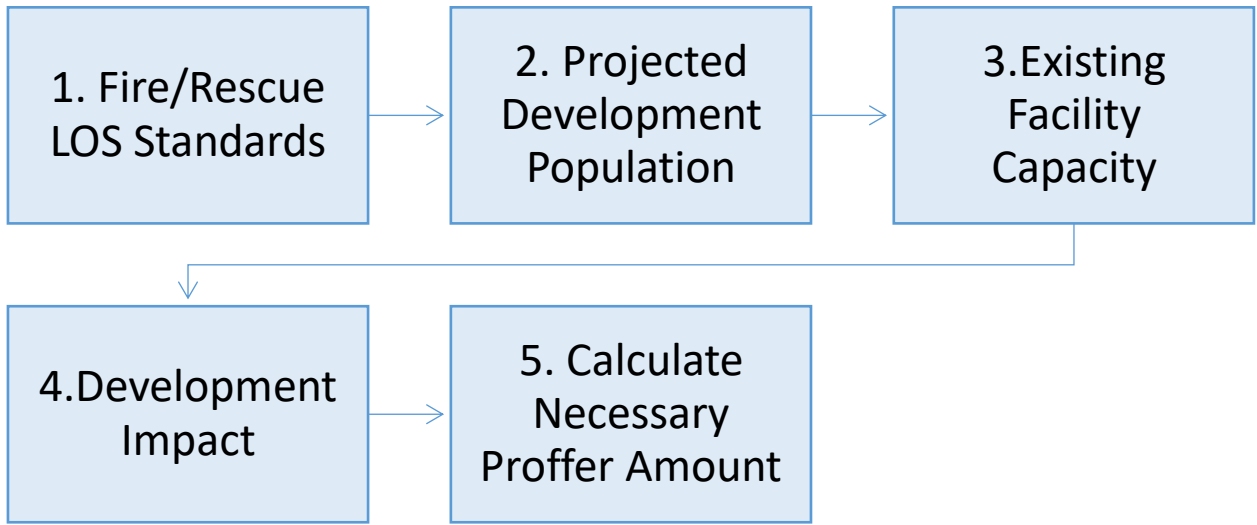 1. Fire/Rescue
LOS Standards
2. Projected
Development
Population
3.Existing
Facility
Capacity
4.Development
Impact
5. Calculate
Necessary
Proffer Amount